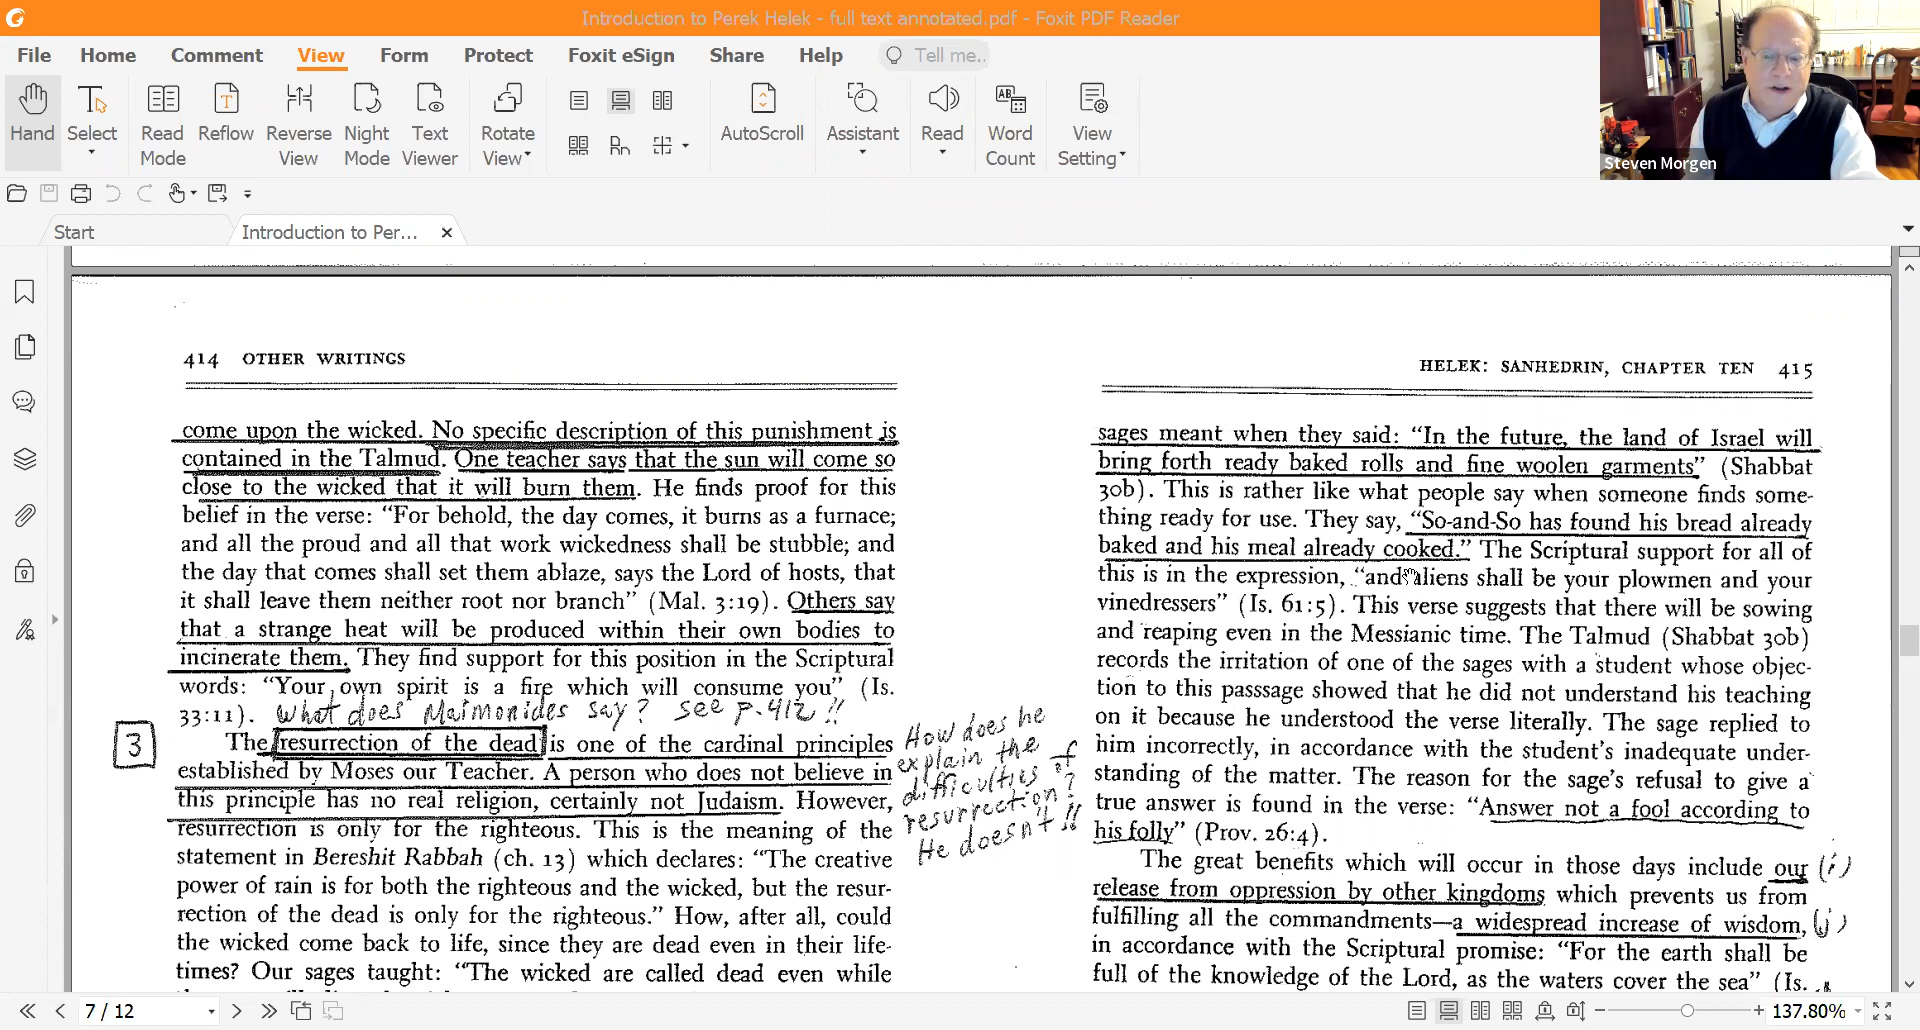 Introduction to Perek Helek - full text annotated.pdf - Foxit PDF Reader
File Home Comment View Form Protect Foxit eSign Share Help Tell me..
Hand Select Read Mode Reflow Reverse View Night Mode Text Viewer Rotate View AutoScroll Assistant Read Word Count View Setting
Steven Morgen
Start Introduction to Per...
414 OTHER WRITINGS
come upon the wicked. No specific description of this punishment is
contained in the Talmud. One teacher says that the sun will come so
close to the wicked that it will burn them. He finds proof for this
belief in the verse: “For behold, the day comes, it burns as a furnace;
and all the proud and all that work wickedness shall be stubble; and
the day that comes shall set them ablaze, says the Lord of hosts, that
it shall leave them neither root nor branch” (Mal. 3:19). Others say
that a strange heat will be produced within their own bodies to
incinerate them. They find support for this position in the Scriptural
words: “Your own spirit is a fire which will consume you” (Is.
33:11). What does Maimonides say? see p.412!!
3
The resurrection of the dead is one of the cardinal principles
established by Moses our Teacher. A person who does not believe in
this principle has no real religion, certainly not Judaism. However,
resurrection is only for the righteous. This is the meaning of the
statement in Bereshit Rabbah (ch. 13) which declares: “The creative
power of rain is for both the righteous and the wicked, but the resur-
rection of the dead is only for the righteous.” How, after all, could
the wicked come back to life, since they are dead even in their life-
times? Our sages taught: “The wicked are called dead even while
How does he
explain the
difficulties of
resurrection?
He doesn't!!
HELEK: SANHEDRIN, CHAPTER TEN 415
sages meant when they said: “In the future, the land of Israel will
bring forth ready baked rolls and fine woolen garments” (Shabbat
30b). This is rather like what people say when someone finds some-
thing ready for use. They say, “So-and-So has found his bread already
baked and his meal already cooked.” The Scriptural support for all of
this is in the expression, “and aliens shall be your plowmen and your
vinedressers” (Is. 61:5). This verse suggests that there will be sowing
and reaping even in the Messianic time. The Talmud (Shabbat 30b)
records the irritation of one of the sages with a student whose objec-
tion to this passsage showed that he did not understand his teaching
on it because he understood the verse literally. The sage replied to
him incorrectly, in accordance with the student's inadequate under-
standing of the matter. The reason for the sage's refusal to give a
true answer is found in the verse: “Answer not a fool according to
his folly” (Prov. 26:4).
The great benefits which will occur in those days include our (i)
release from oppression by other kingdoms which prevents us from
fulfilling all the commandments—a widespread increase of wisdom, (ii)
in accordance with the Scriptural promise: “For the earth shall be
full of the knowledge of the Lord, as the waters cover the sea” (Is.
7 / 12 137.80%